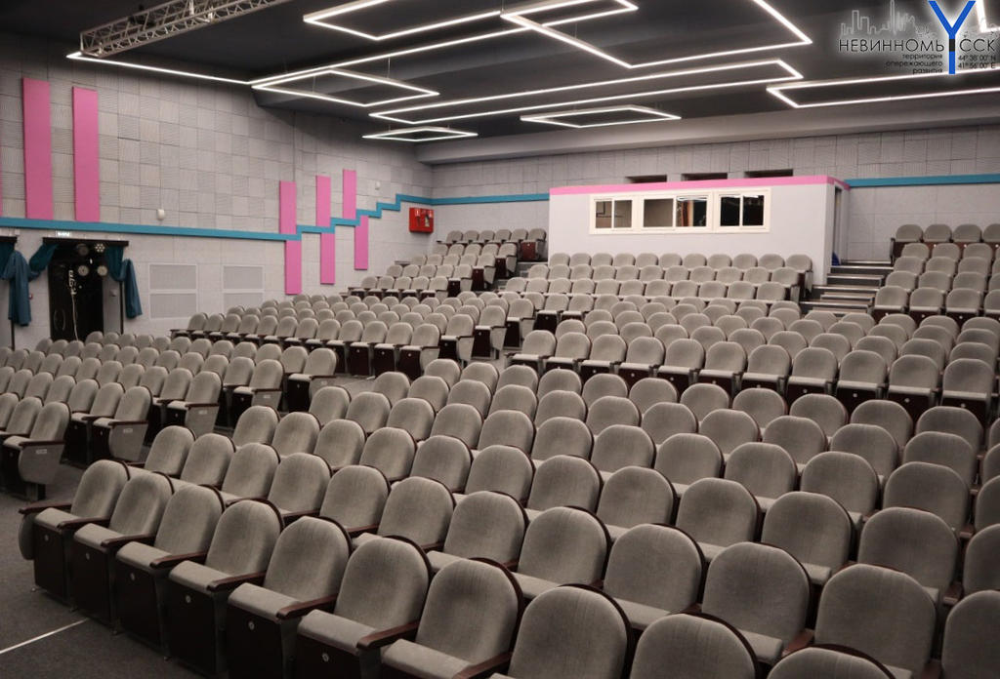 НЕВИННОМЫССК
территория
опережающего
развития
44° 38' 00" N
41° 56' 00" E